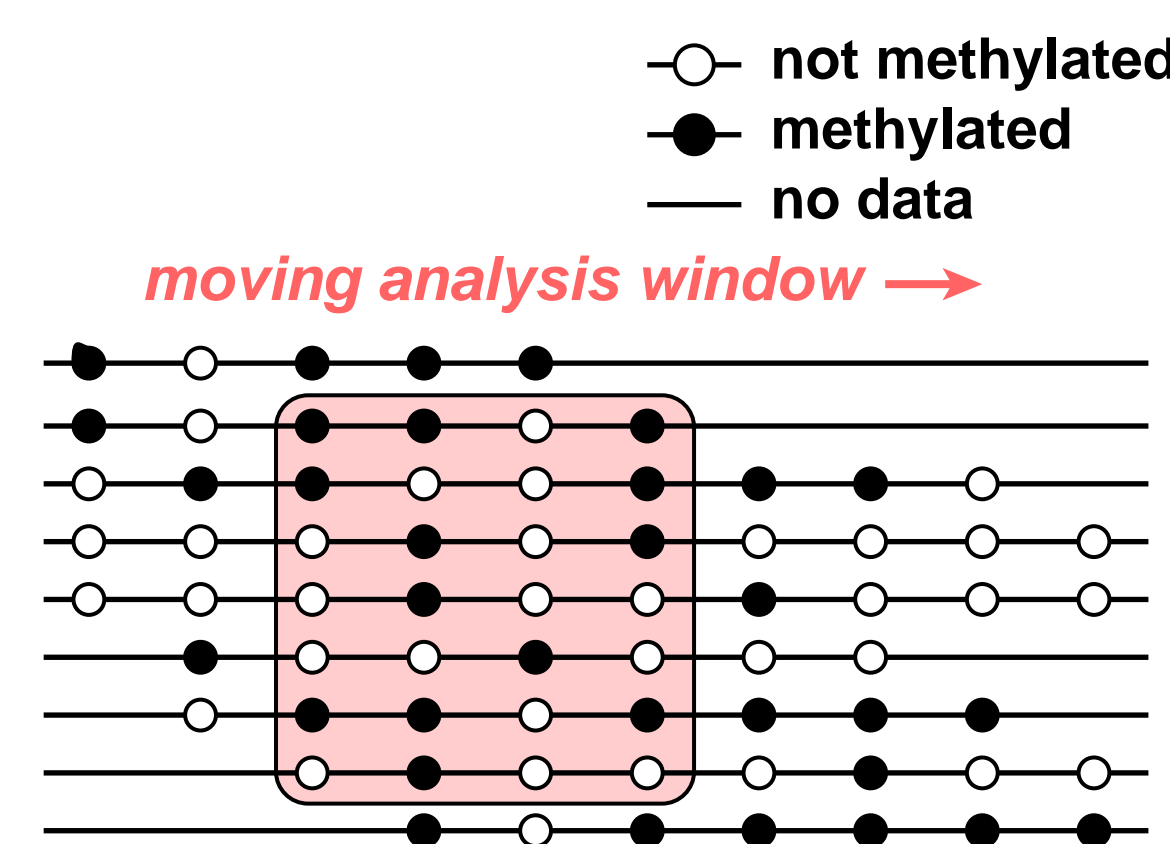 not methylated
methylated
no data
moving analysis window